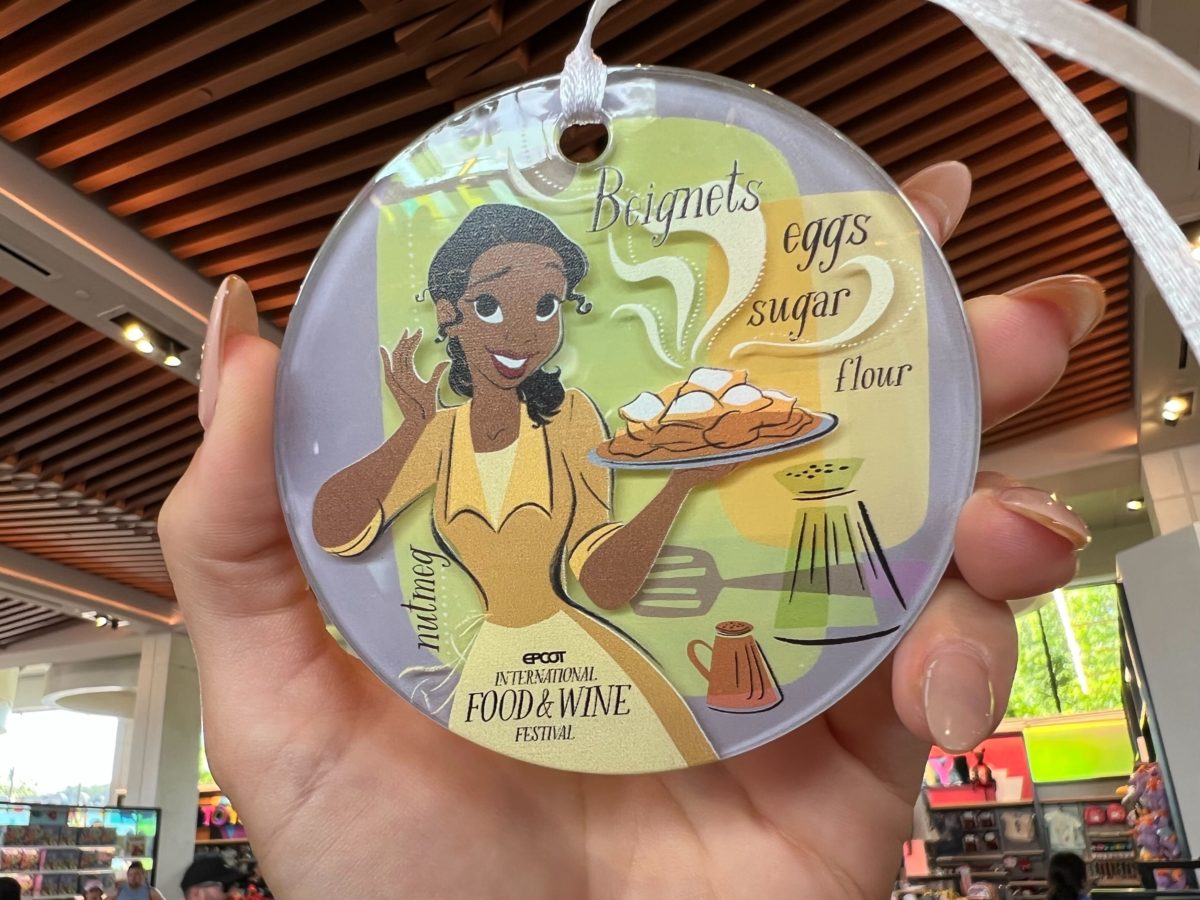 Beignets
eggs
sugar
flour
nutmeg
EPCOT
INTERNATIONAL
FOOD & WINE
FESTIVAL